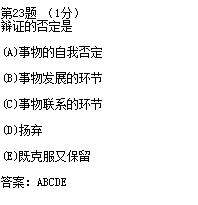 第23题 （1分）
辩证的否定是
(A)事物的自我否定
(B)事物发展的环节
(C)事物联系的环节
(D)扬弃
(E)既克服又保留
答案: ABCDE